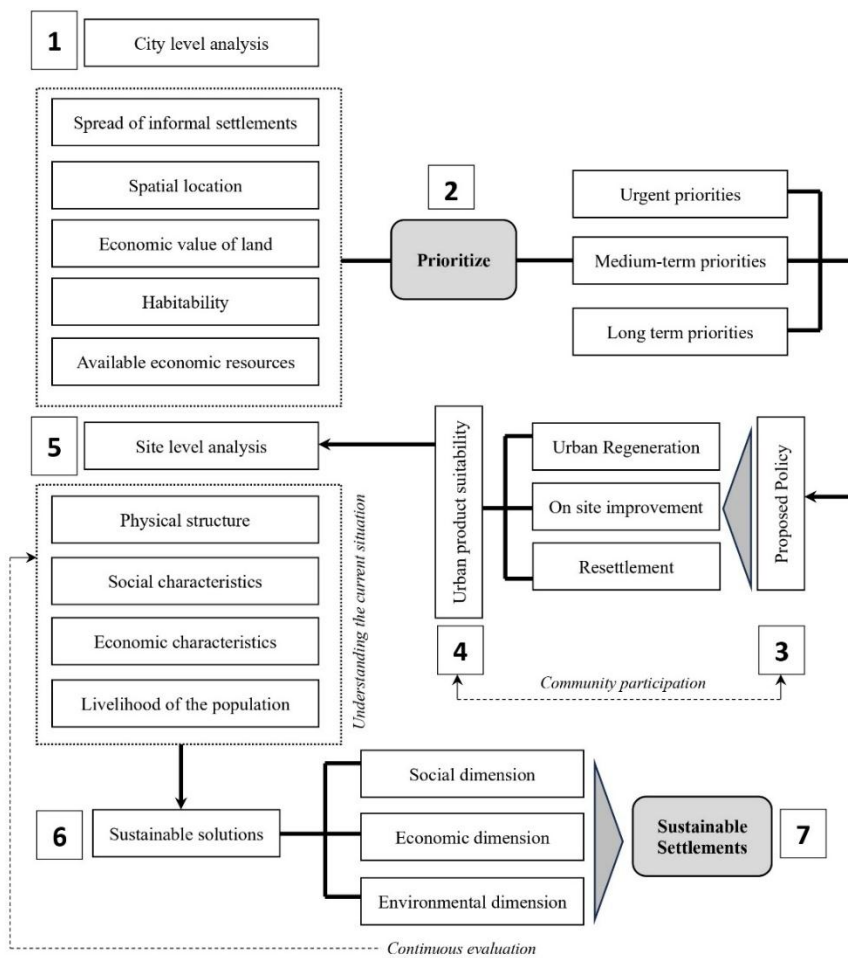 1
City level analysis
Spread of informal settlements
Spatial location
Economic value of land
Habitability
Available economic resources
2
Prioritize
Urgent priorities
Medium-term priorities
Long term priorities
5
Site level analysis
Physical structure
Social characteristics
Economic characteristics
Livelihood of the population
Understanding the current situation
Urban product suitability
Urban Regeneration
On site improvement
Resettlement
Proposed Policy
4
Community participation
3
6
Sustainable solutions
Social dimension
Economic dimension
Environmental dimension
Sustainable
Settlements
7
Continuous evaluation